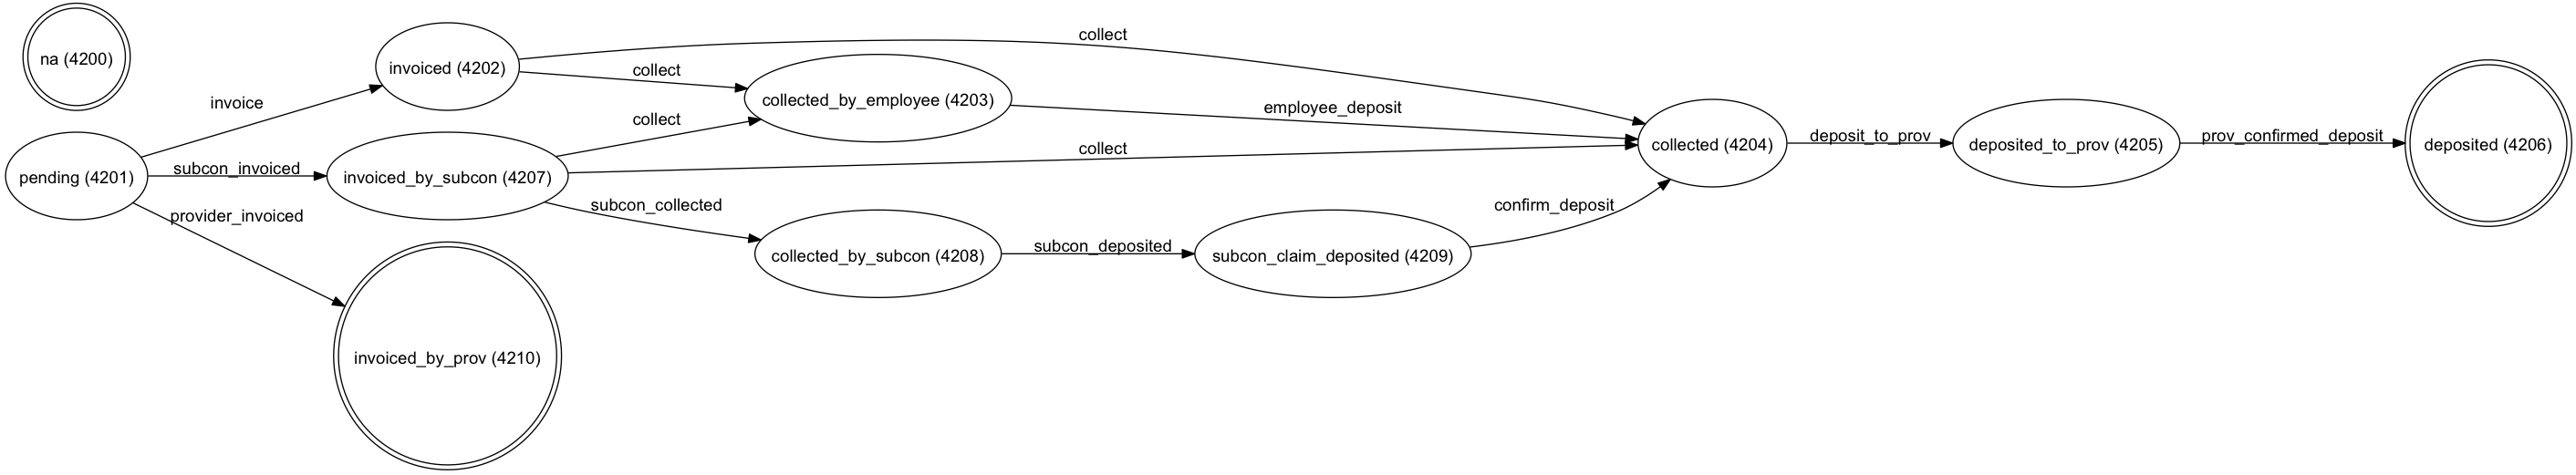 na (4200)
pending (4201)
invoice
subcon_invoiced
provider_invoiced
invoiced (4202)
invoiced_by_subcon (4207)
invoiced_by_prov (4210)
collect
collect
collect
collect
subcon_collected
collected_by_employee (4203)
collected_by_subcon (4208)
employee_deposit
subcon_deposited
subcon_claim_deposited (4209)
confirm_deposit
collected (4204)
deposit_to_prov
deposited_to_prov (4205)
prov_confirmed_deposit
deposited (4206)